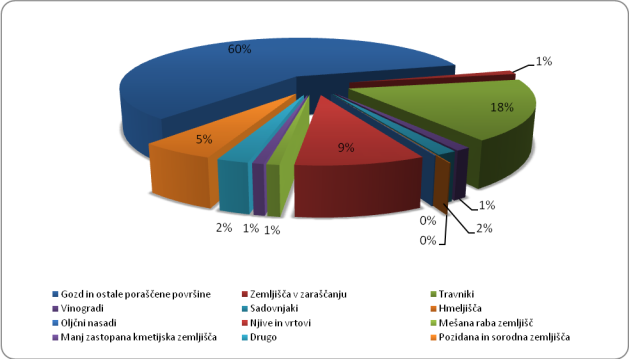 60%
1%
18%
5%
9%
1%
0%
2%
2%
1%
1%
0%
Gozd in ostale poraščene površine
Zemljišča v zaraščanju
Travniki
Vinogradi
Sadovnjaki
Hmeljišča
Oljčni nasadi
Njive in vrtovi
Mešana raba zemljišč
Manj zastopana kmetijska zemljišča
Drugo
Pozidana in sorodna zemljišča